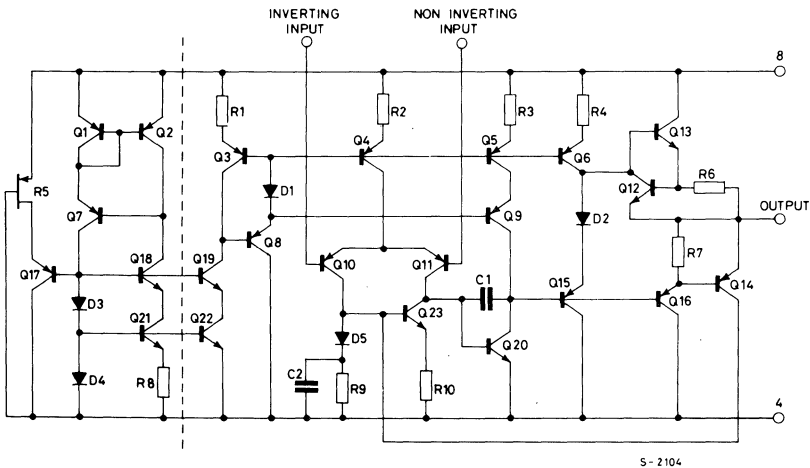 INVERTING
INPUT
NON INVERTING
INPUT
8
R1
R2
R3
R4
Q1
Q2
Q3
Q4
Q5
Q6
Q13
R5
D1
Q12
R6
Q7
Q8
Q9
D2
OUTPUT
R7
Q17
Q18
Q19
Q10
Q11
C1
Q15
Q16
Q14
D3
Q23
Q21
Q22
D5
Q20
D4
R8
C2
R9
R10
4
S-2104